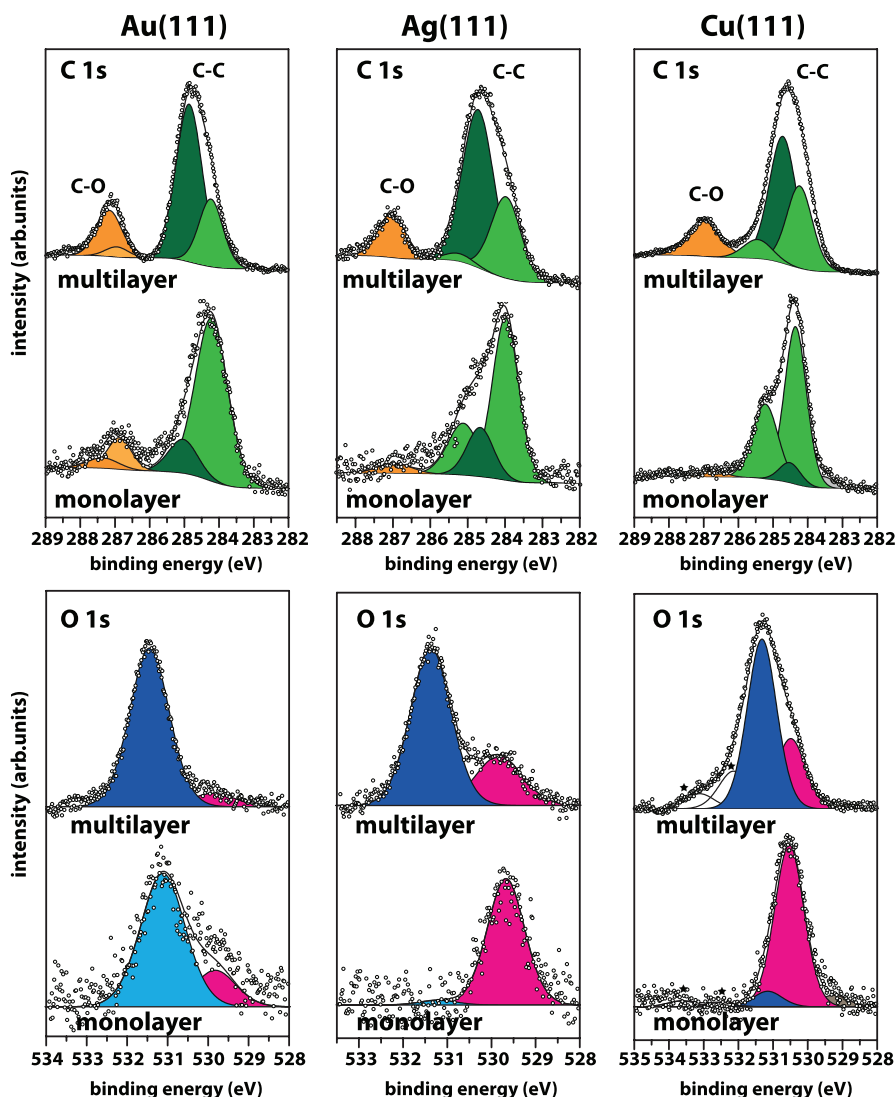 Au(111) Ag(111) Cu(111)
C 1s C-C C 1s C-C C 1s C-C
C-O C-O C-O
multilayer multilayer multilayer
monolayer monolayer monolayer
intensity (arb.units)
289 288 287 286 285 284 283 282 288 287 286 285 284 283 282 289 288 287 286 285 284 283 282
binding energy (eV) binding energy (eV) binding energy (eV)
O 1s O 1s O 1s
multilayer multilayer multilayer
monolayer monolayer monolayer
intensity (arb.units)
534 533 532 531 530 529 528 533 532 531 530 529 528 535 534 533 532 531 530 529 528
binding energy (eV) binding energy (eV) binding energy (eV)